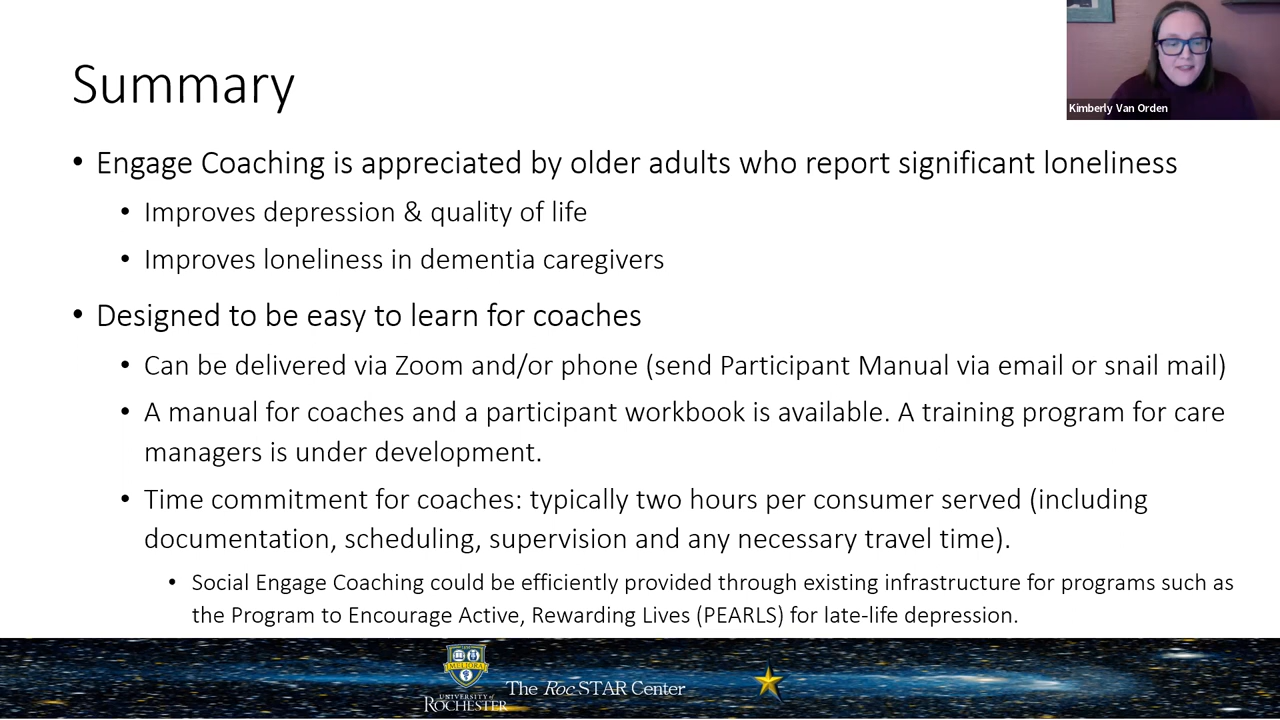 Summary
Kimberly Van Orden
• Engage Coaching is appreciated by older adults who report significant loneliness
• Improves depression & quality of life
• Improves loneliness in dementia caregivers
• Designed to be easy to learn for coaches
• Can be delivered via Zoom and/or phone (send Participant Manual via email or snail mail)
• A manual for coaches and a participant workbook is available. A training program for care
managers is under development.
• Time commitment for coaches: typically two hours per consumer served (including
documentation, scheduling, supervision and any necessary travel time).
• Social Engage Coaching could be efficiently provided through existing infrastructure for programs such as
the Program to Encourage Active, Rewarding Lives (PEARLS) for late-life depression.
MELIORA
UNIVERSITY of
ROCHESTER
The RocSTAR Center